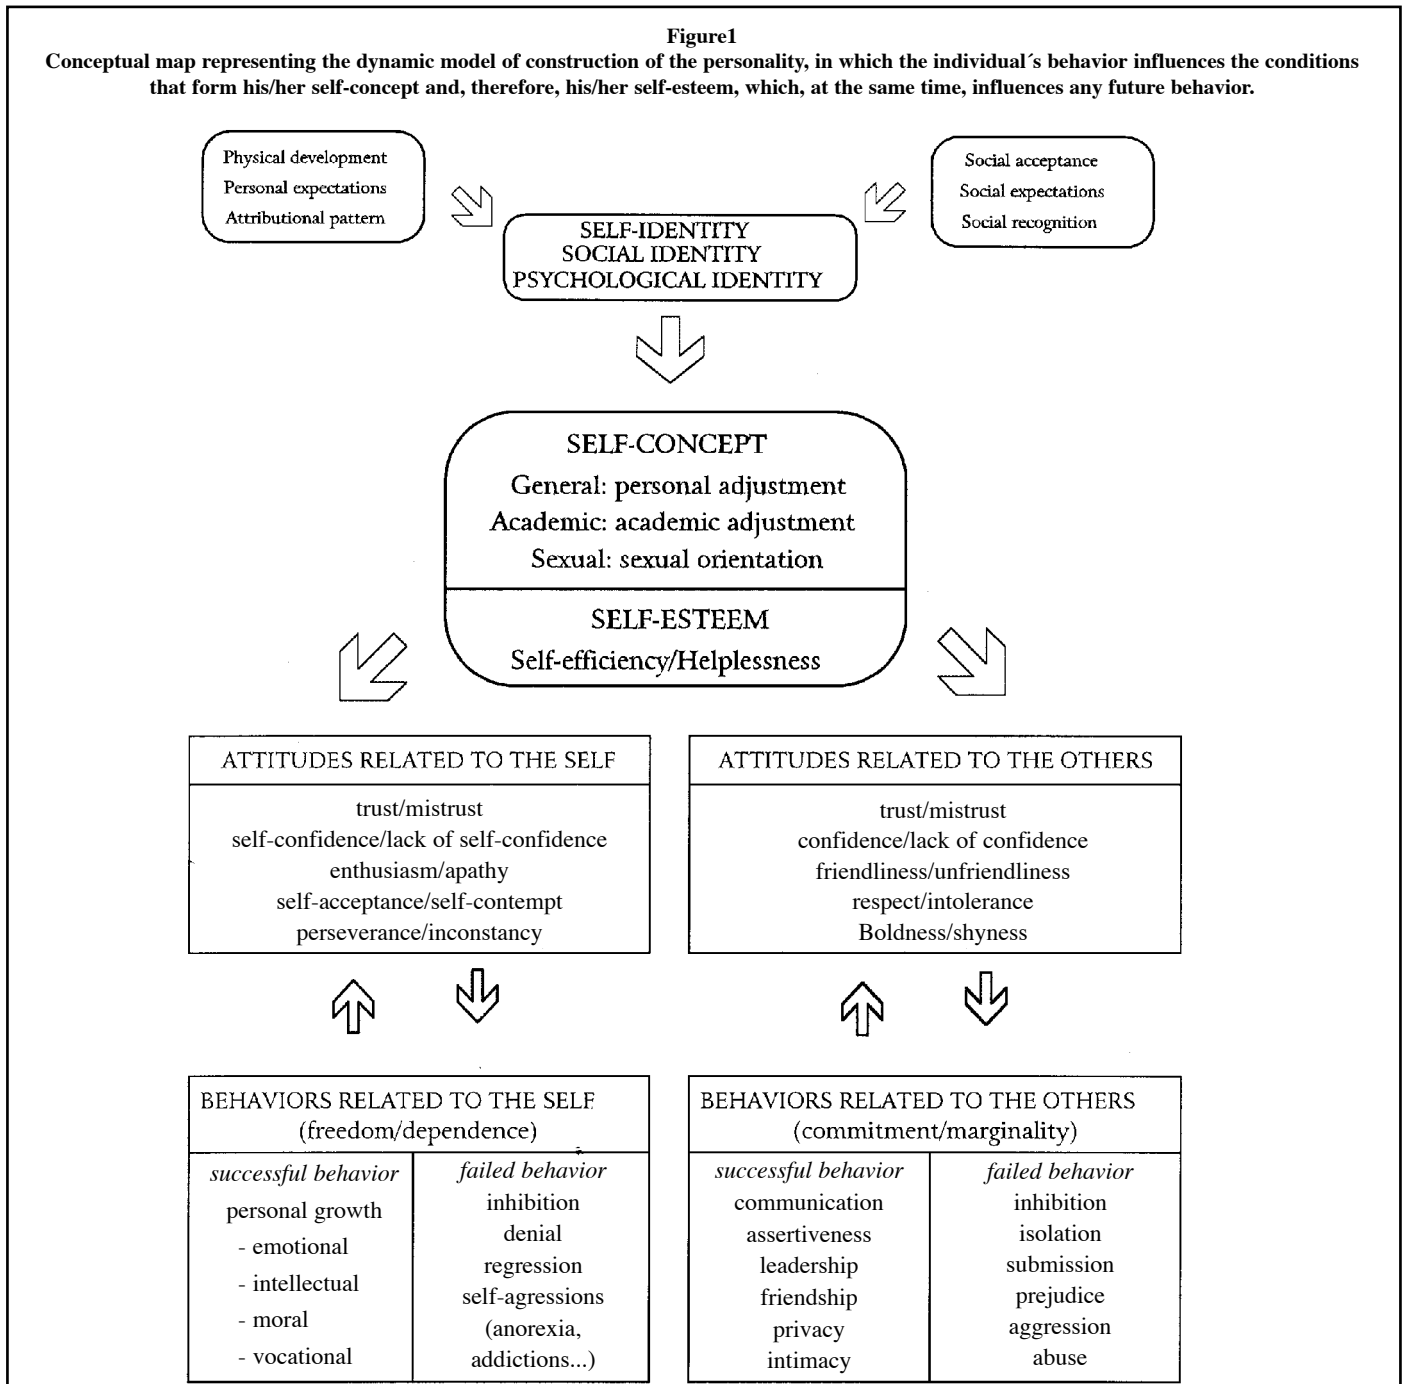 Figure1
Conceptual map representing the dynamic model of construction of the personality, in which the individual´s behavior influences the conditions
that form his/her self-concept and, therefore, his/her self-esteem, which, at the same time, influences any future behavior.
Physical development
Personal expectations
Attributional pattern
Social acceptance
Social expectations
Social recognition
SELF-IDENTITY
SOCIAL IDENTITY
PSYCHOLOGICAL IDENTITY
SELF-CONCEPT
General: personal adjustment
Academic: academic adjustment
Sexual: sexual orientation
SELF-ESTEEM
Self-efficiency/Helplessness
ATTITUDES RELATED TO THE SELF
trust/mistrust
self-confidence/lack of self-confidence
enthusiasm/apathy
self-acceptance/self-contempt
perseverance/inconstancy
ATTITUDES RELATED TO THE OTHERS
trust/mistrust
confidence/lack of confidence
friendliness/unfriendliness
respect/intolerance
Boldness/shyness
BEHAVIORS RELATED TO THE SELF
(freedom/dependence)
successful behavior
personal growth
- emotional
- intellectual
- moral
- vocational
failed behavior
inhibition
denial
regression
self-agressions
(anorexia,
addictions...)
BEHAVIORS RELATED TO THE OTHERS
(commitment/marginality)
successful behavior
communication
assertiveness
leadership
friendship
privacy
intimacy
failed behavior
inhibition
isolation
submission
prejudice
aggression
abuse